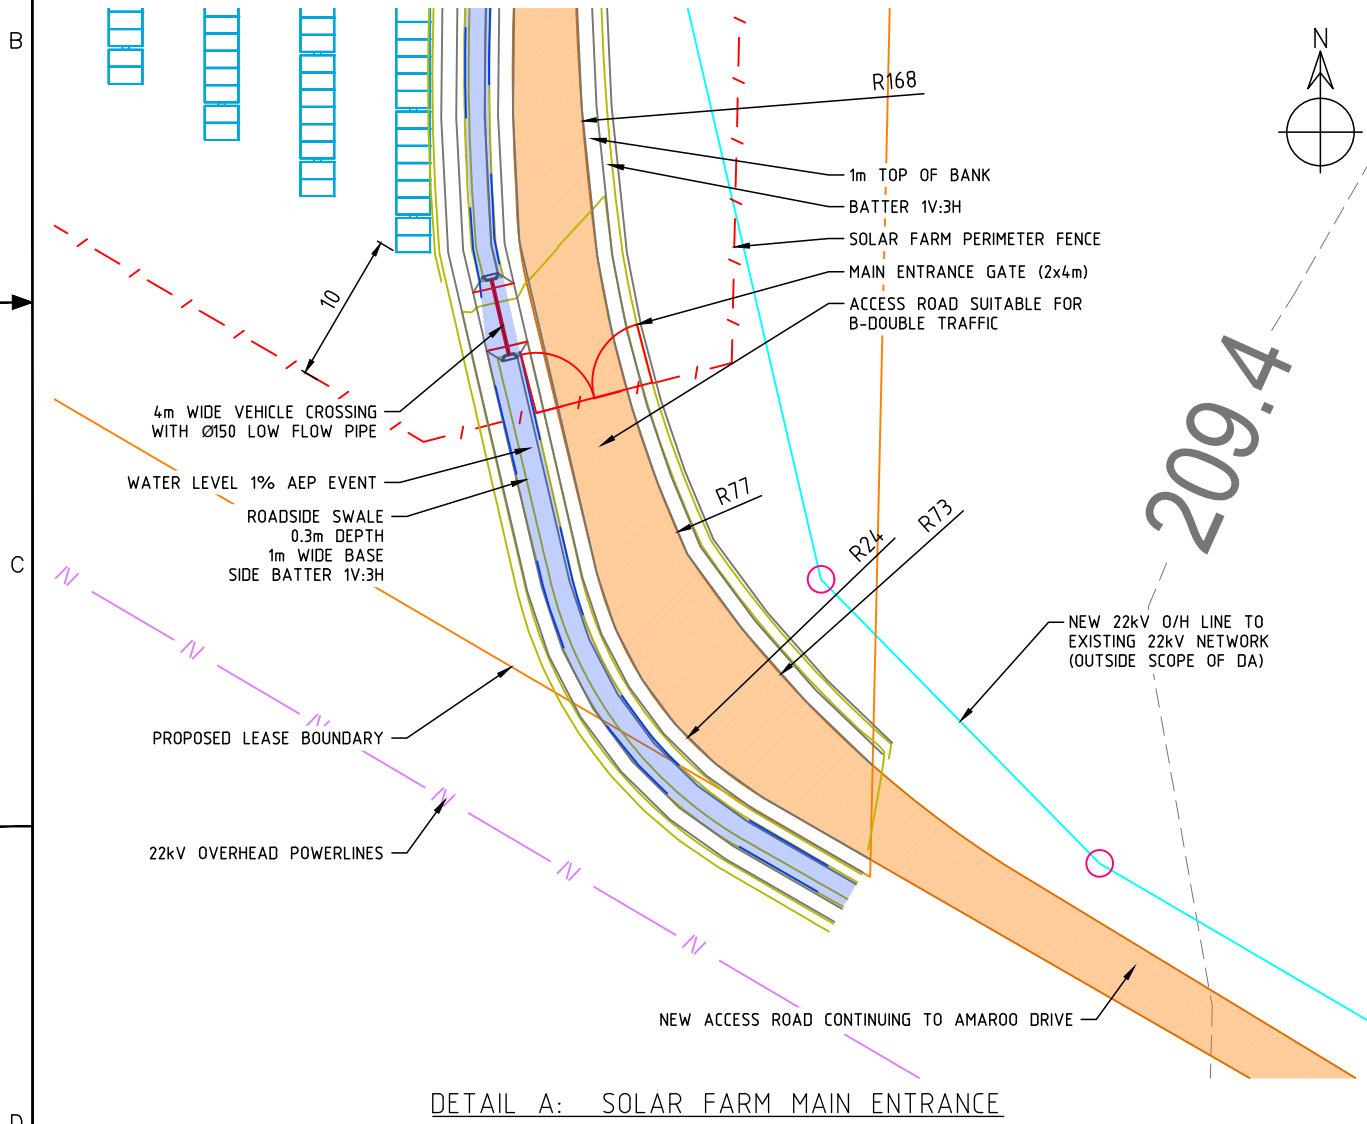 B
N
R168
1m TOP OF BANK
BATTER 1V:3H
SOLAR FARM PERIMETER FENCE
MAIN ENTRANCE GATE (2x4m)
ACCESS ROAD SUITABLE FOR
B-DOUBLE TRAFFIC
10
209.4
4m WIDE VEHICLE CROSSING
WITH Ø150 LOW FLOW PIPE
WATER LEVEL 1% AEP EVENT
R77
R73
R24
ROADSIDE SWALE
0.3m DEPTH
1m WIDE BASE
SIDE BATTER 1V:3H
C
NEW 22kV O/H LINE TO
EXISTING 22kV NETWORK
(OUTSIDE SCOPE OF DA)
PROPOSED LEASE BOUNDARY
22kV OVERHEAD POWERLINES
NEW ACCESS ROAD CONTINUING TO AMAROO DRIVE
DETAIL A: SOLAR FARM MAIN ENTRANCE
D